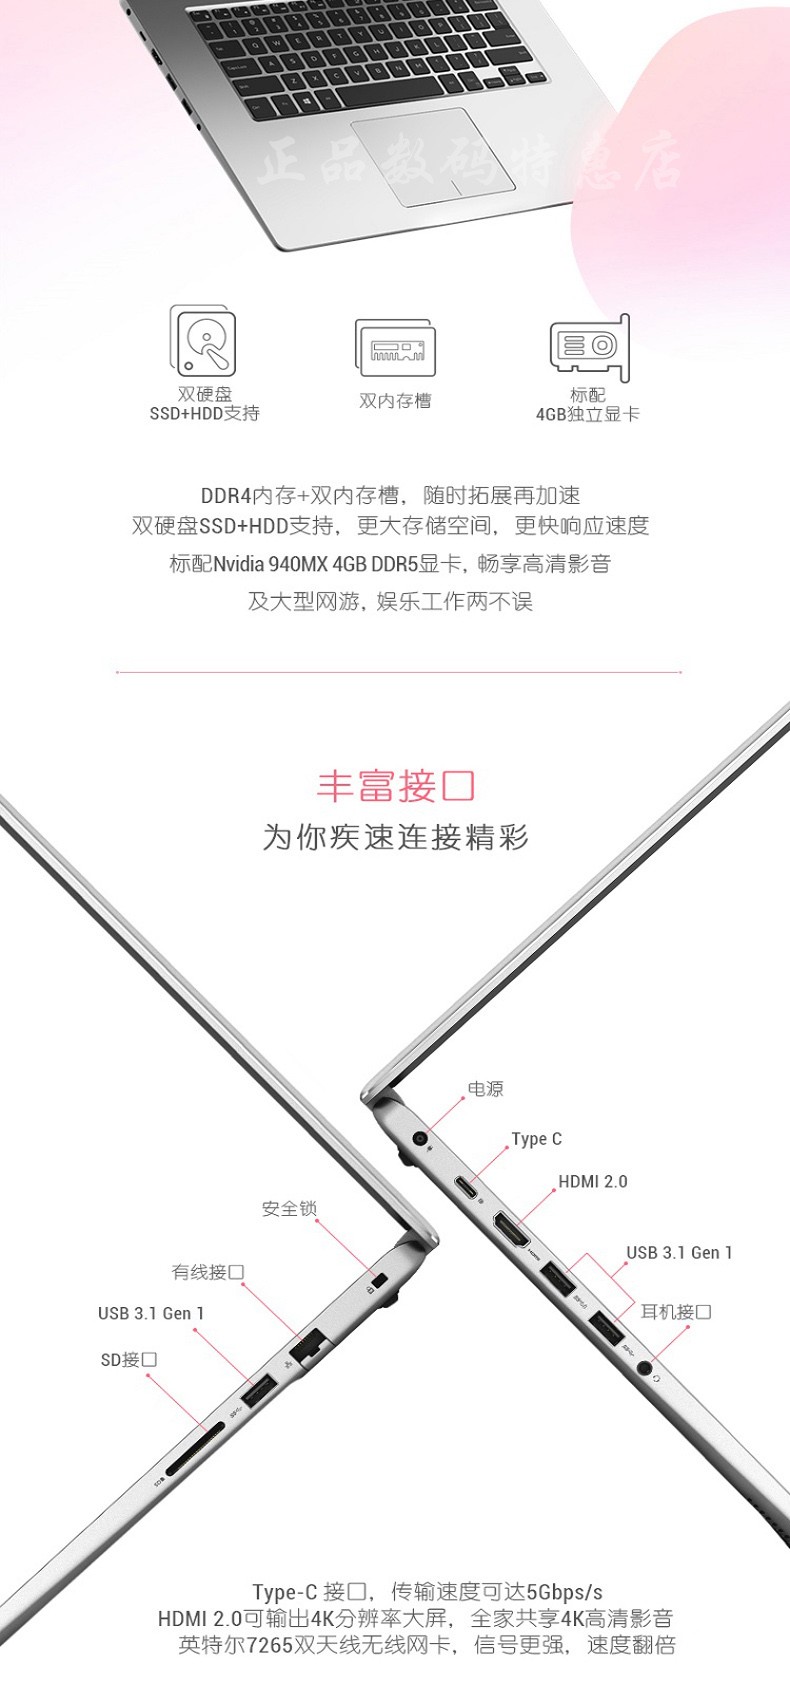 正品数码特惠店
双硬盘
SSD+HDD支持
双内存槽
标配
4GB独立显卡
DDR4内存+双内存槽，随时拓展再加速
双硬盘SSD+HDD支持，更大存储空间，更快响应速度
标配Nvidia 940MX 4GB DDR5显卡, 畅享高清影音
及大型网游, 娱乐工作两不误
丰富接口
为你疾速连接精彩
电源
Type C
HDMI 2.0
USB 3.1 Gen 1
耳机接口
安全锁
有线接口
USB 3.1 Gen 1
SD接口
Type-C 接口，传输速度可达5Gbps/s
HDMI 2.0可输出4K分辨率大屏，全家共享4K高清影音
英特尔7265双天线无线网卡，信号更强，速度翻倍